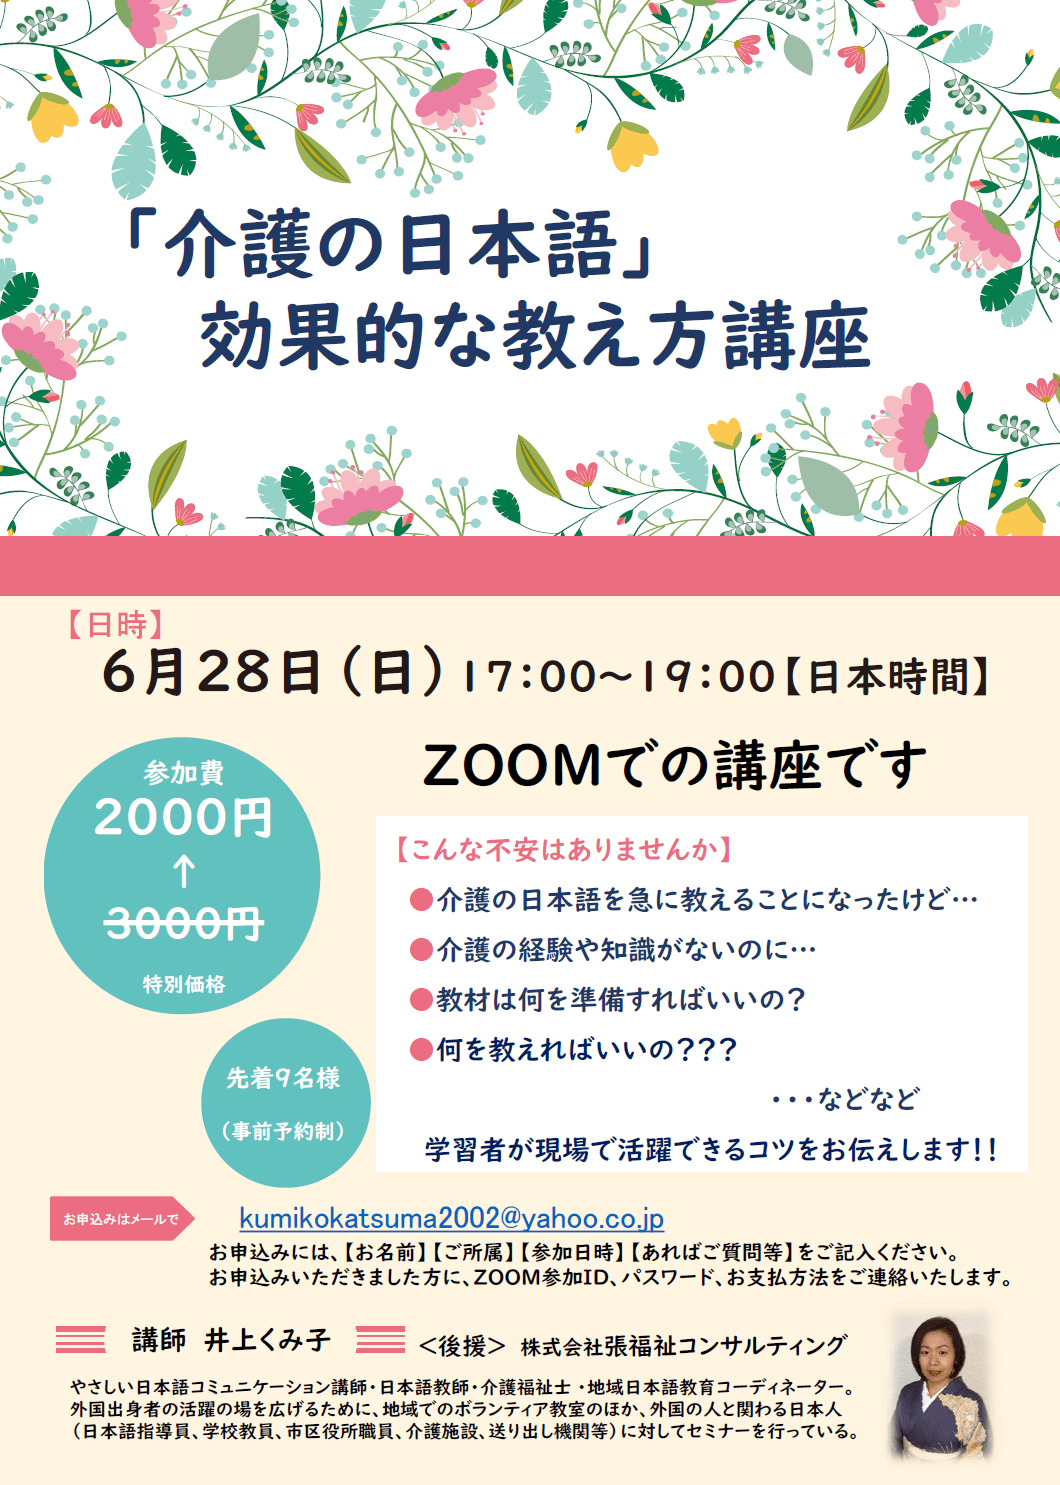 「介護の日本語」
効果的な教え方講座
【日時】
6月28日(日)17:00～19:00【日本時間】
ZOOMでの講座です
参加費
2000円
↑
3000円
特別価格
先着9名様
(事前予約制)
【こんな不安はありませんか】
●介護の日本語を急に教えることになったけど…
●介護の経験や知識がないのに…
●教材は何を準備すればいいの?
●何を教えればいいの???
・・・などなど
学習者が現場で活躍できるコツをお伝えします!!
お申込みはメールで
kumikokatsuma2002@yahoo.co.jp
お申込みには、【お名前】【ご所属】【参加日時】【あればご質問等】をご記入ください。
お申込みいただきました方に、ZOOM参加ID、パスワード、お支払方法をご連絡いたします。
講師 井上くみ子
＜後援＞ 株式会社張福祉コンサルティング
やさしい日本語コミュニケーション講師・日本語教師・介護福祉士・地域日本語教育コーディネーター。
外国出身者の活躍の場を広げるために、地域でのボランティア教室のほか、外国の人と関わる日本人
(日本語指導員、学校教員、市区役所職員、介護施設、送り出し機関等)に対してセミナーを行っている。